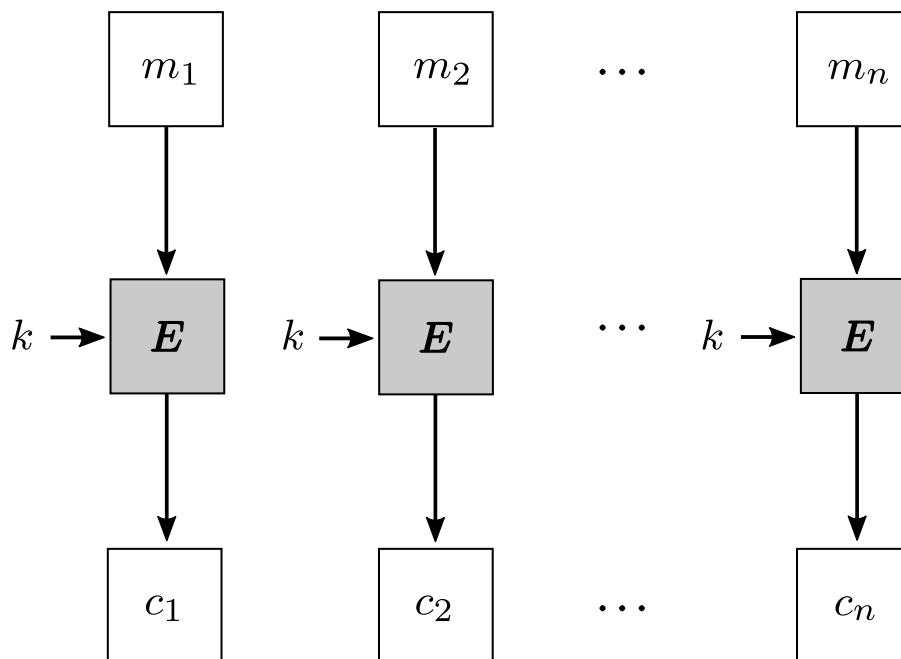 m₁ m₂ ⋯ mₙ
k E k E ⋯ k E
c₁ c₂ ⋯ cₙ